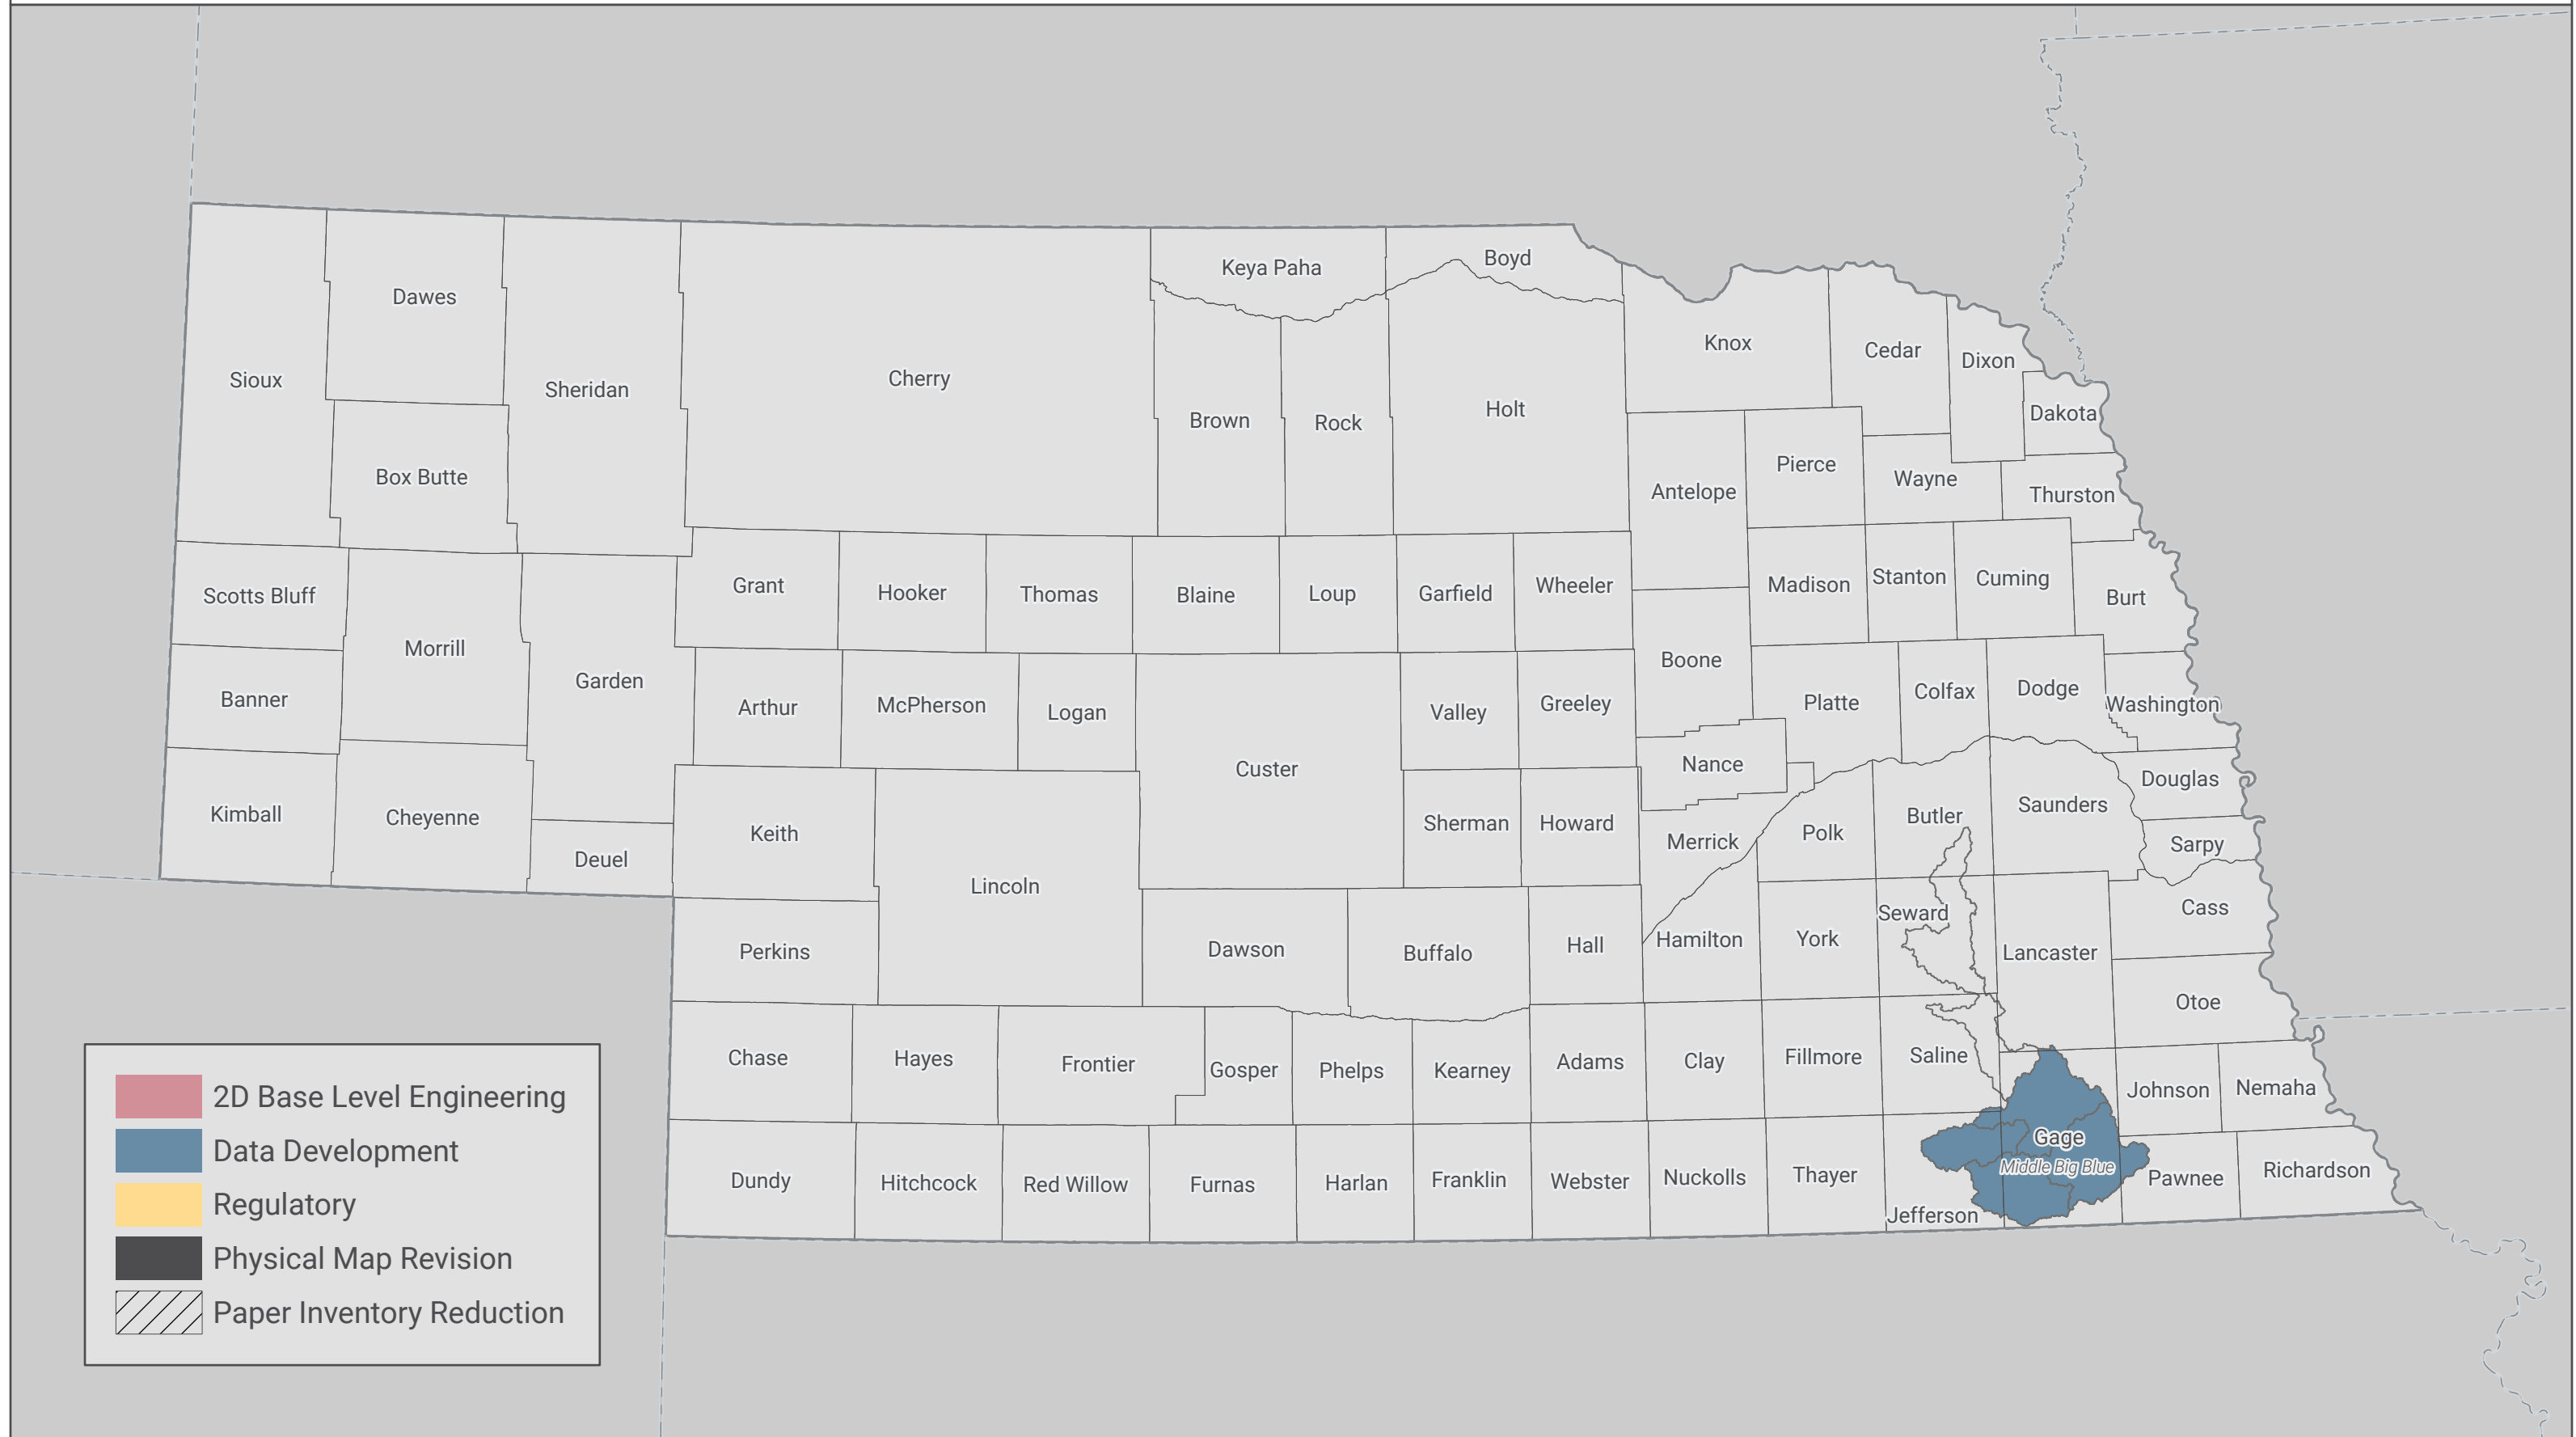 Keya Paha
Boyd
Dawes
Knox
Cedar
Dixon
Sioux
Sheridan
Cherry
Brown
Rock
Holt
Dakota
Box Butte
Antelope
Pierce
Wayne
Thurston
Scotts Bluff
Grant
Hooker
Thomas
Blaine
Loup
Garfield
Wheeler
Madison
Stanton
Cuming
Burt
Morrill
Garden
Boone
Banner
Arthur
McPherson
Logan
Valley
Greeley
Platte
Colfax
Dodge
Washington
Custer
Nance
Douglas
Kimball
Cheyenne
Keith
Sherman
Howard
Merrick
Polk
Butler
Saunders
Sarpy
Deuel
Lincoln
Seward
Cass
Perkins
Dawson
Buffalo
Hall
Hamilton
York
Lancaster
Otoe
Chase
Hayes
Frontier
Gosper
Phelps
Kearney
Adams
Clay
Fillmore
Saline
Johnson
Nemaha
Gage
Middle Big Blue
Dundy
Hitchcock
Red Willow
Furnas
Harlan
Franklin
Webster
Nuckolls
Thayer
Jefferson
Pawnee
Richardson
2D Base Level Engineering
Data Development
Regulatory
Physical Map Revision
Paper Inventory Reduction